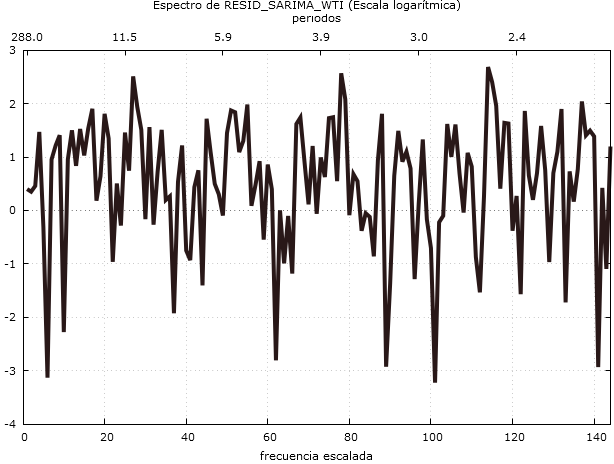 Espectro de RESID_SARIMA_WTI (Escala logarítmica)
periodos
288.0 11.5 5.9 3.9 3.0 2.4
3
2
1
0
-1
-2
-3
-4
0 20 40 60 80 100 120 140
frecuencia escalada